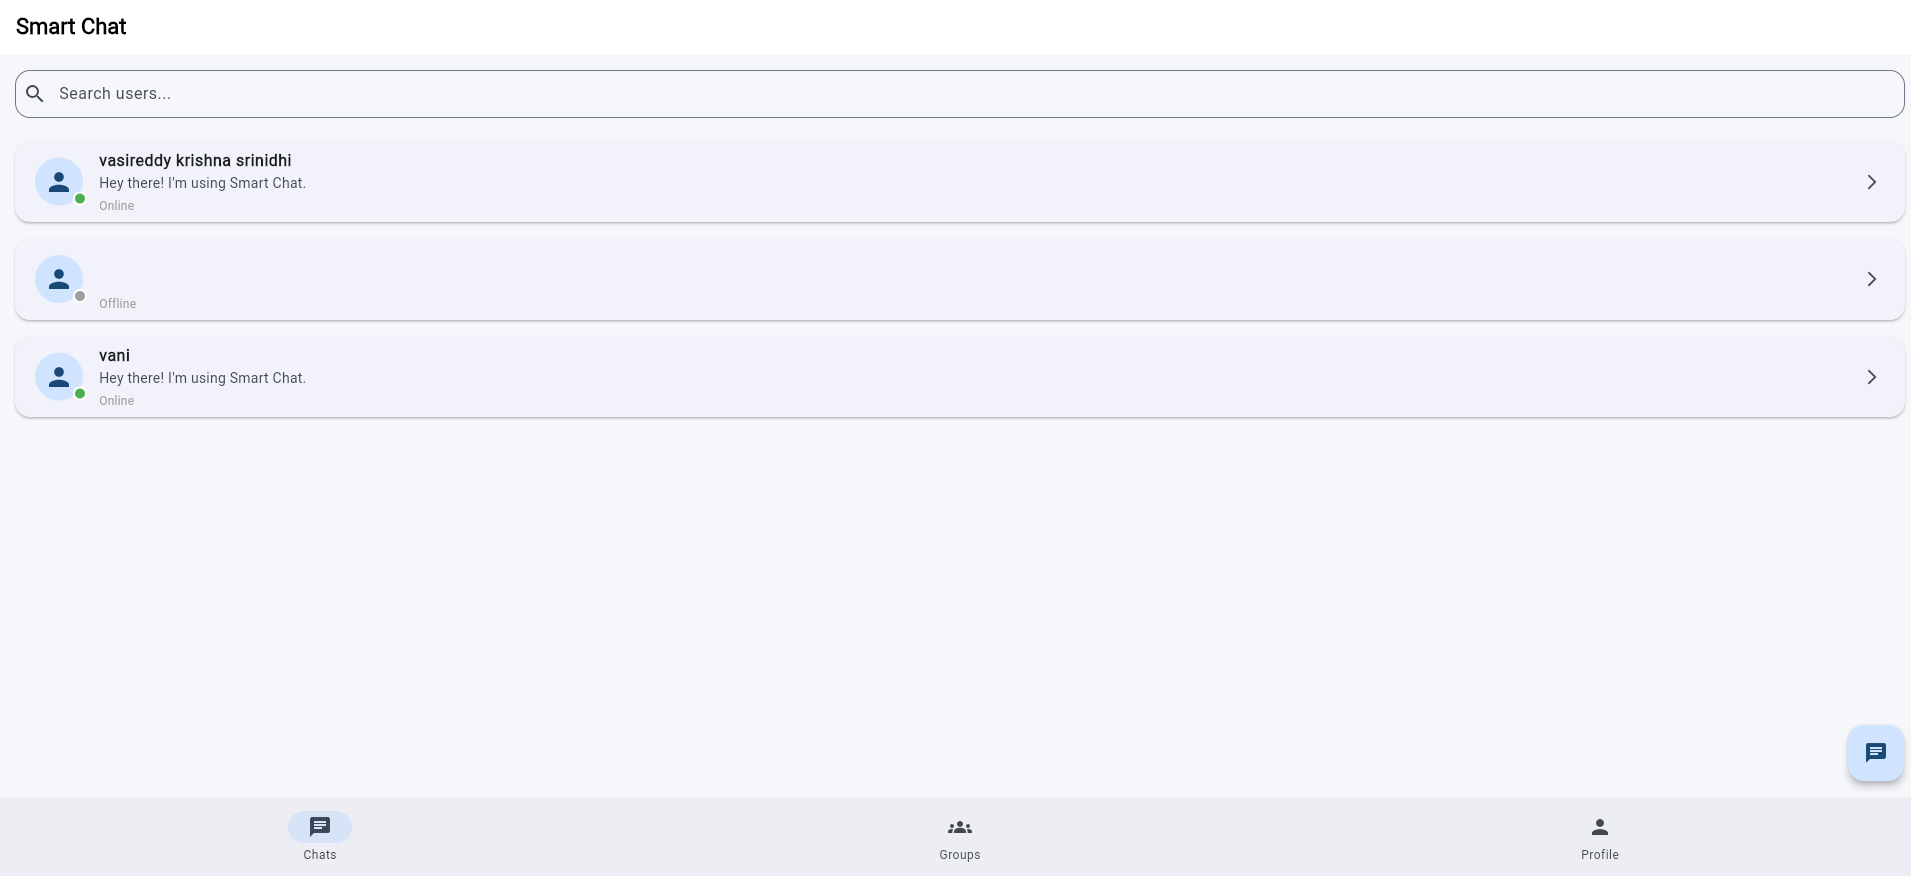 Smart Chat
Search users...
vasireddy krishna srinidhi
Hey there! I'm using Smart Chat.
Online
Offline
vani
Hey there! I'm using Smart Chat.
Online
Chats
Groups
Profile